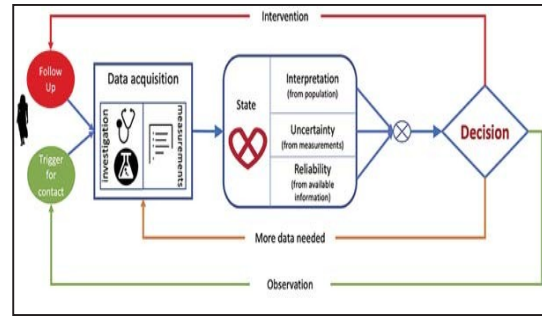 Intervention
Follow
Up
Trigger
for
contact
Data acquisition
investigation
measurements
State
Interpretation
(from population)
Uncertainty
(from measurements)
Reliability
(from available
information)
Decision
More data needed
Observation